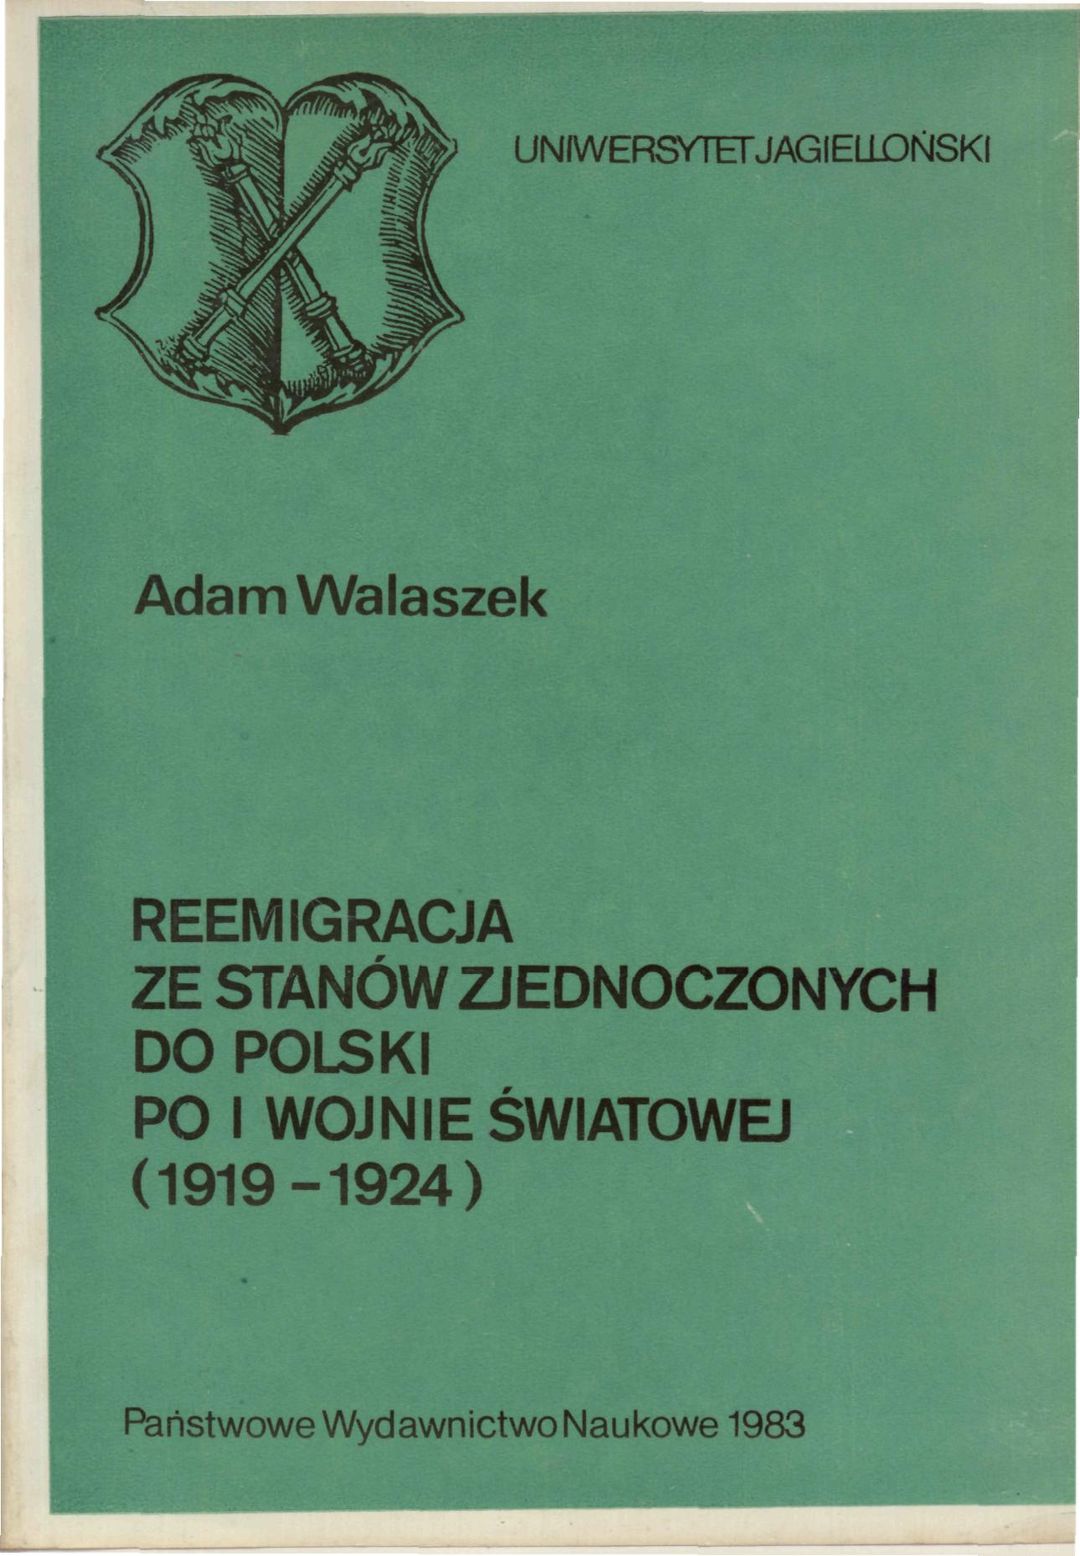 UNIWERSYTET JAGIELLOŃSKI
Adam Walaszek
REEMIGRACJA
ZE STANÓW ZJEDNOCZONYCH
DO POLSKI
PO I WOJNIE ŚWIATOWEJ
(1919-1924)
Państwowe Wydawnictwo Naukowe 1983